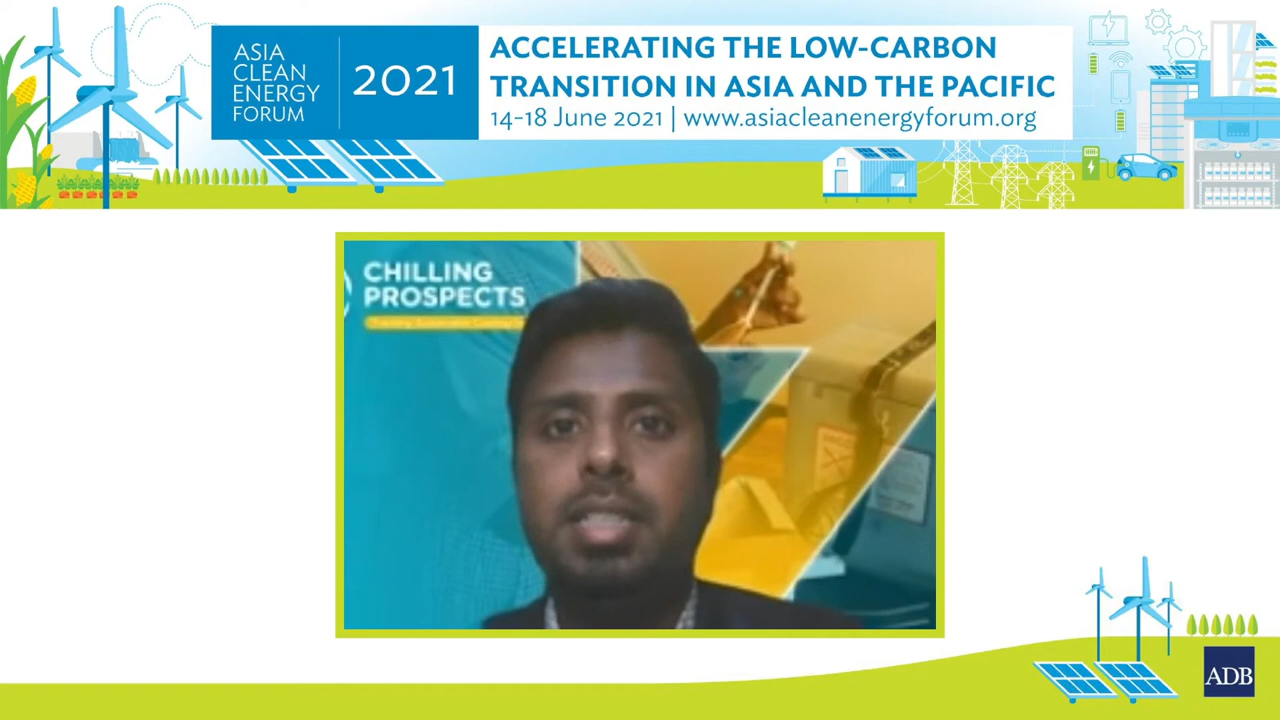 ASIA
CLEAN
ENERGY
FORUM
2021
ACCELERATING THE LOW-CARBON
TRANSITION IN ASIA AND THE PACIFIC
14-18 June 2021 | www.asiacleanenergyforum.org
CHILLING
PROSPECTS
ADB